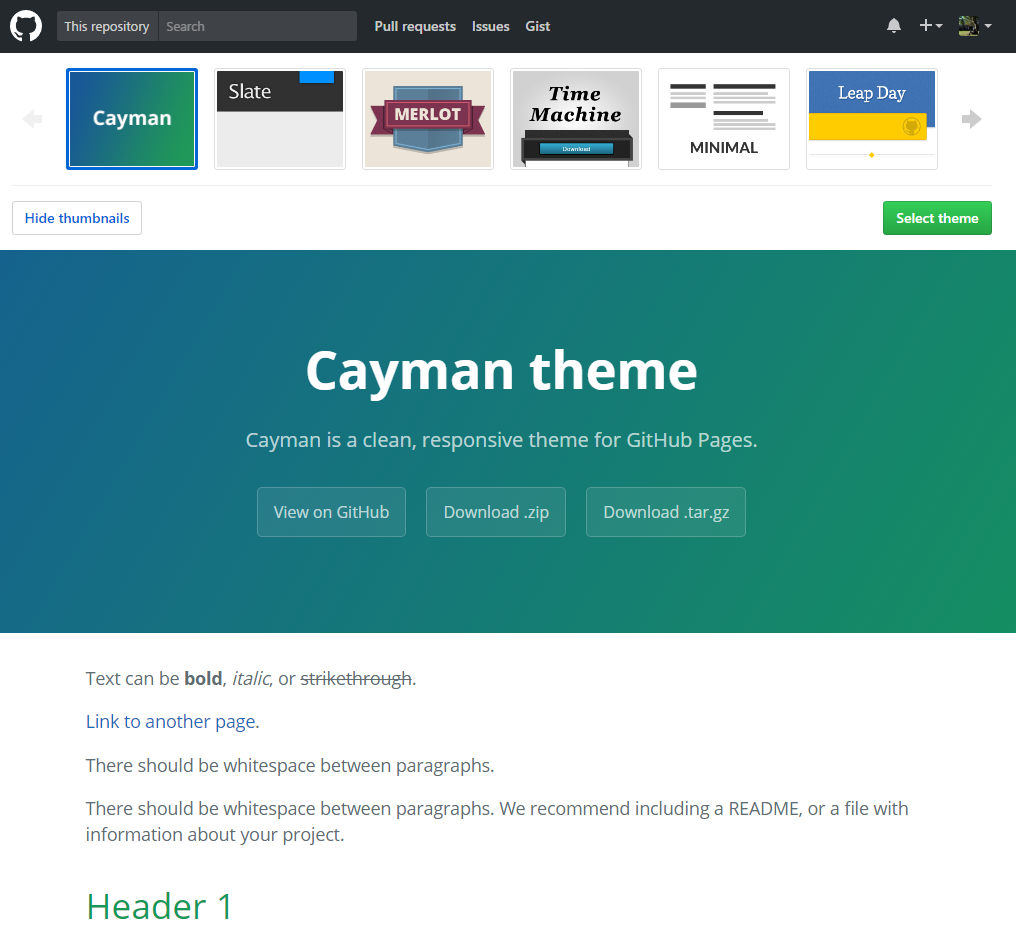 This repository Search Pull requests Issues Gist
Cayman
Slate
MERLOT
Time
Machine
Download
MINIMAL
Leap Day
Hide thumbnails
Select theme
Cayman theme
Cayman is a clean, responsive theme for GitHub Pages.
View on GitHub
Download .zip
Download .tar.gz
Text can be bold, italic, or strikethrough.
Link to another page.
There should be whitespace between paragraphs.
There should be whitespace between paragraphs. We recommend including a README, or a file with
information about your project.
Header 1